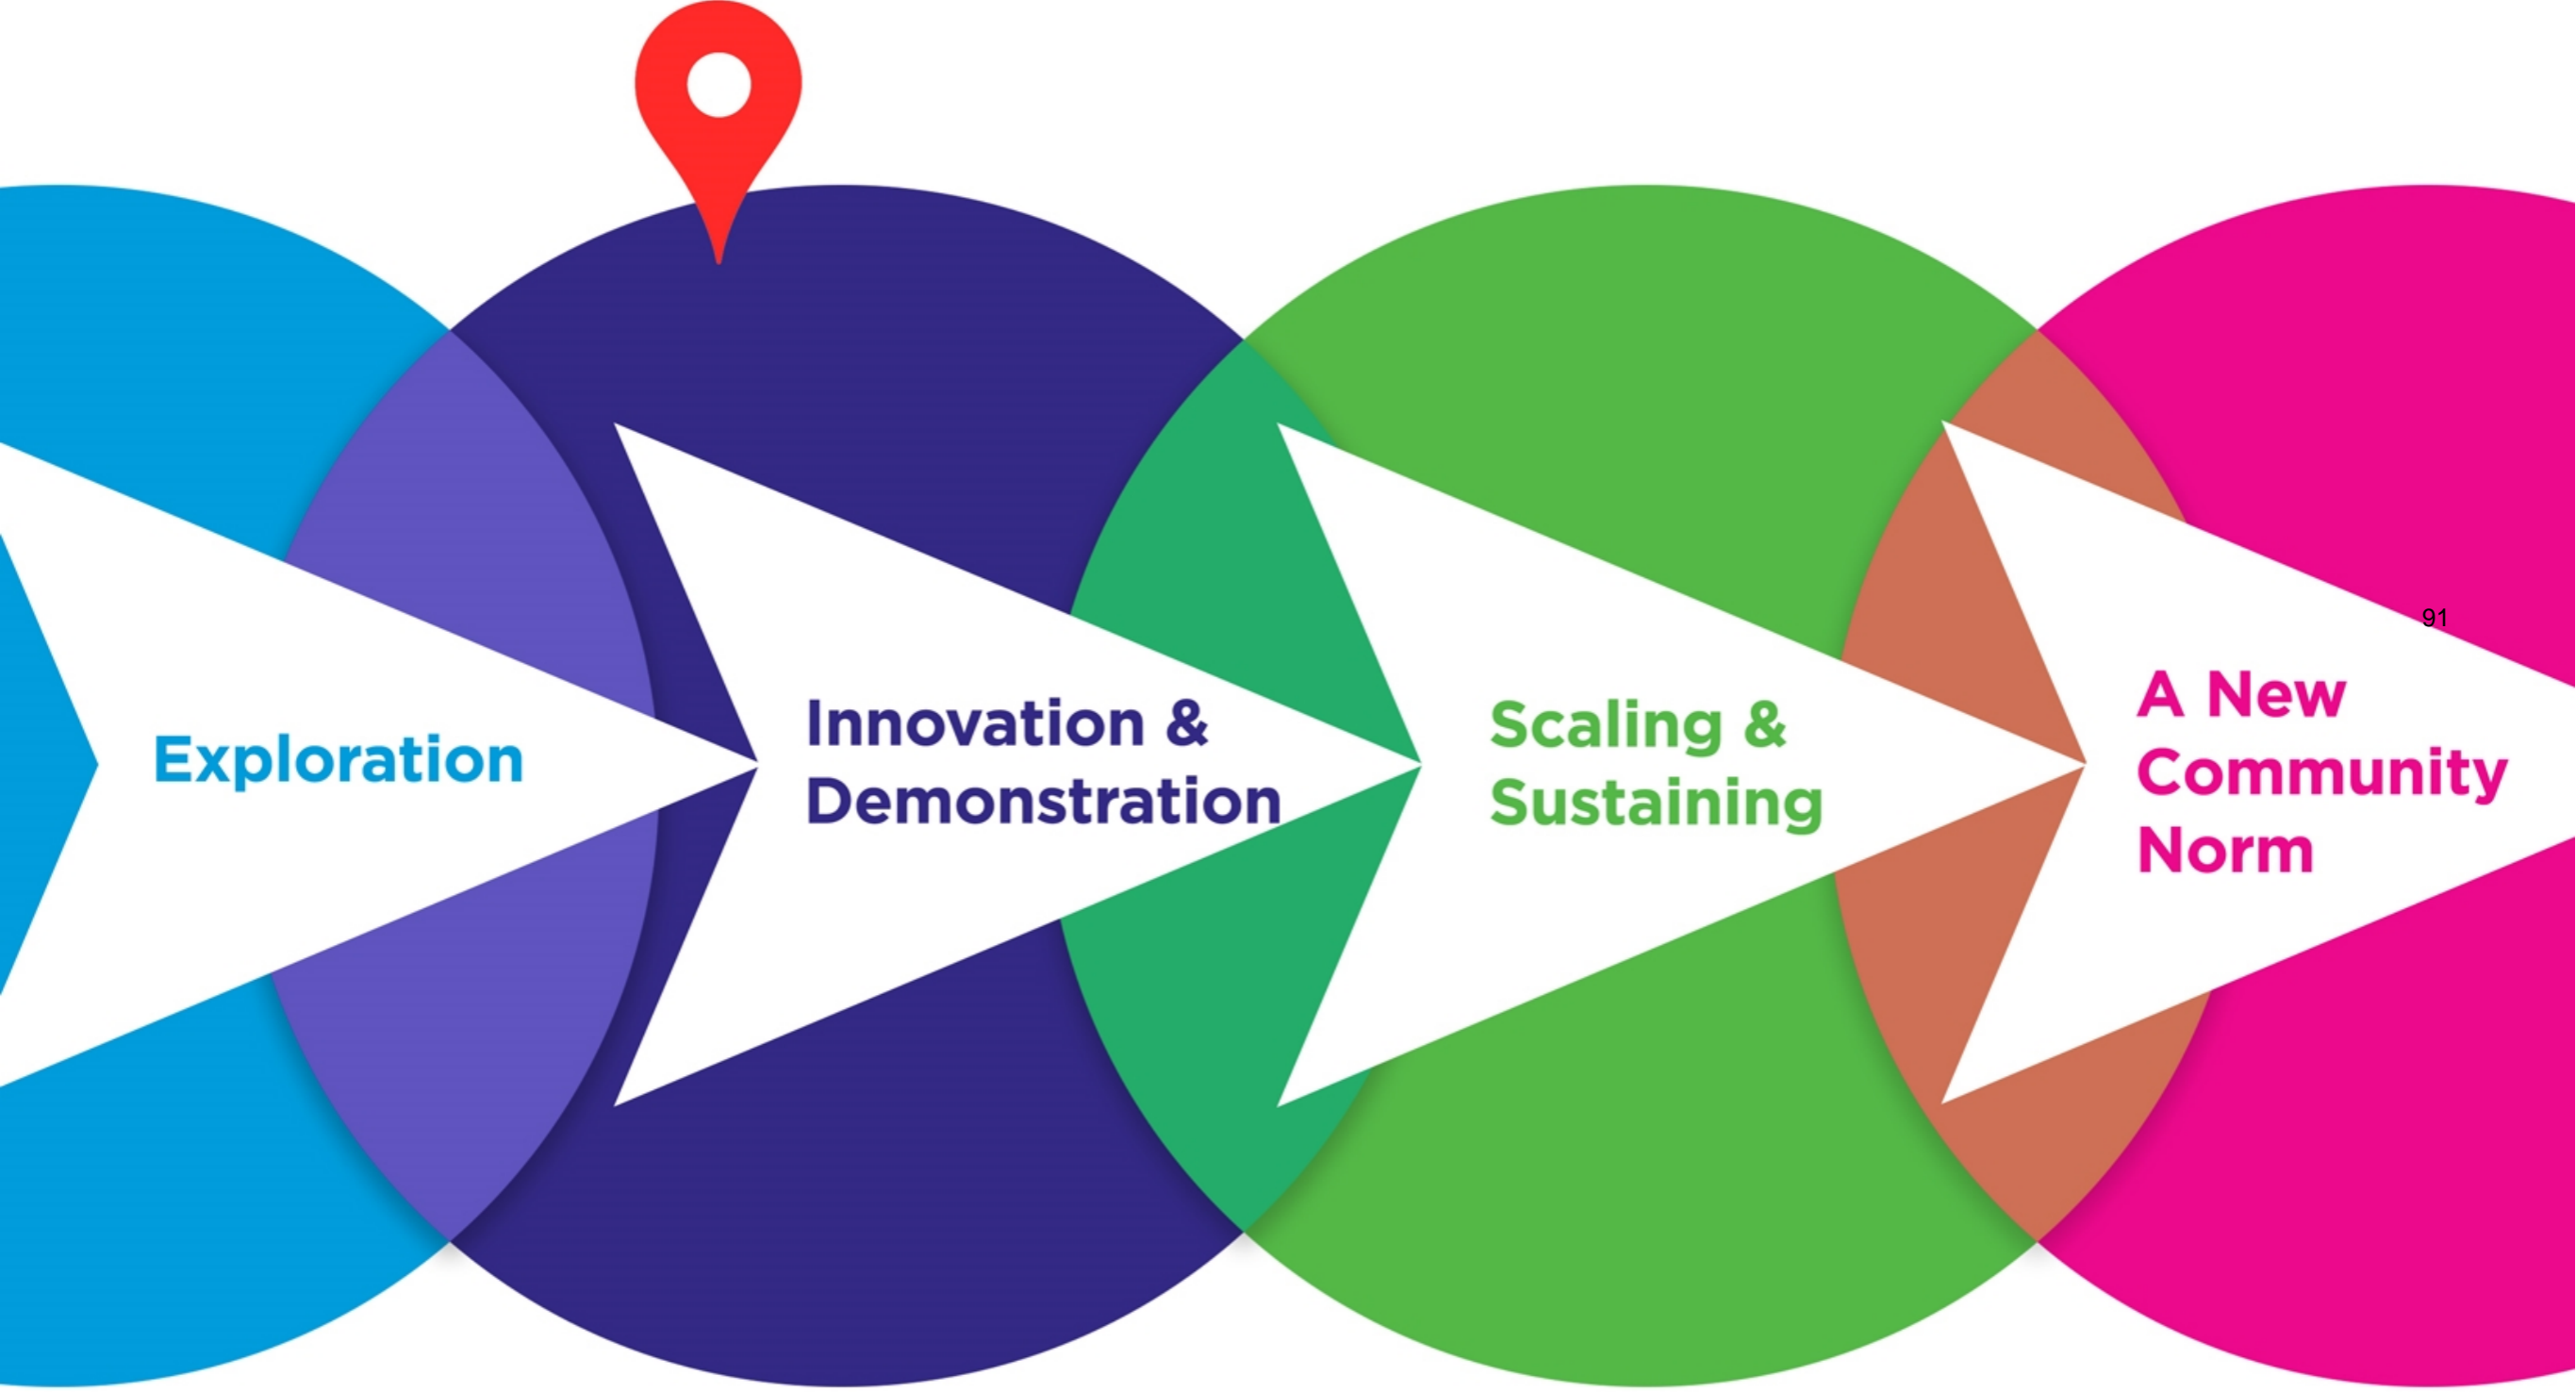 Exploration
Innovation &
Demonstration
Scaling &
Sustaining
91
A New
Community
Norm